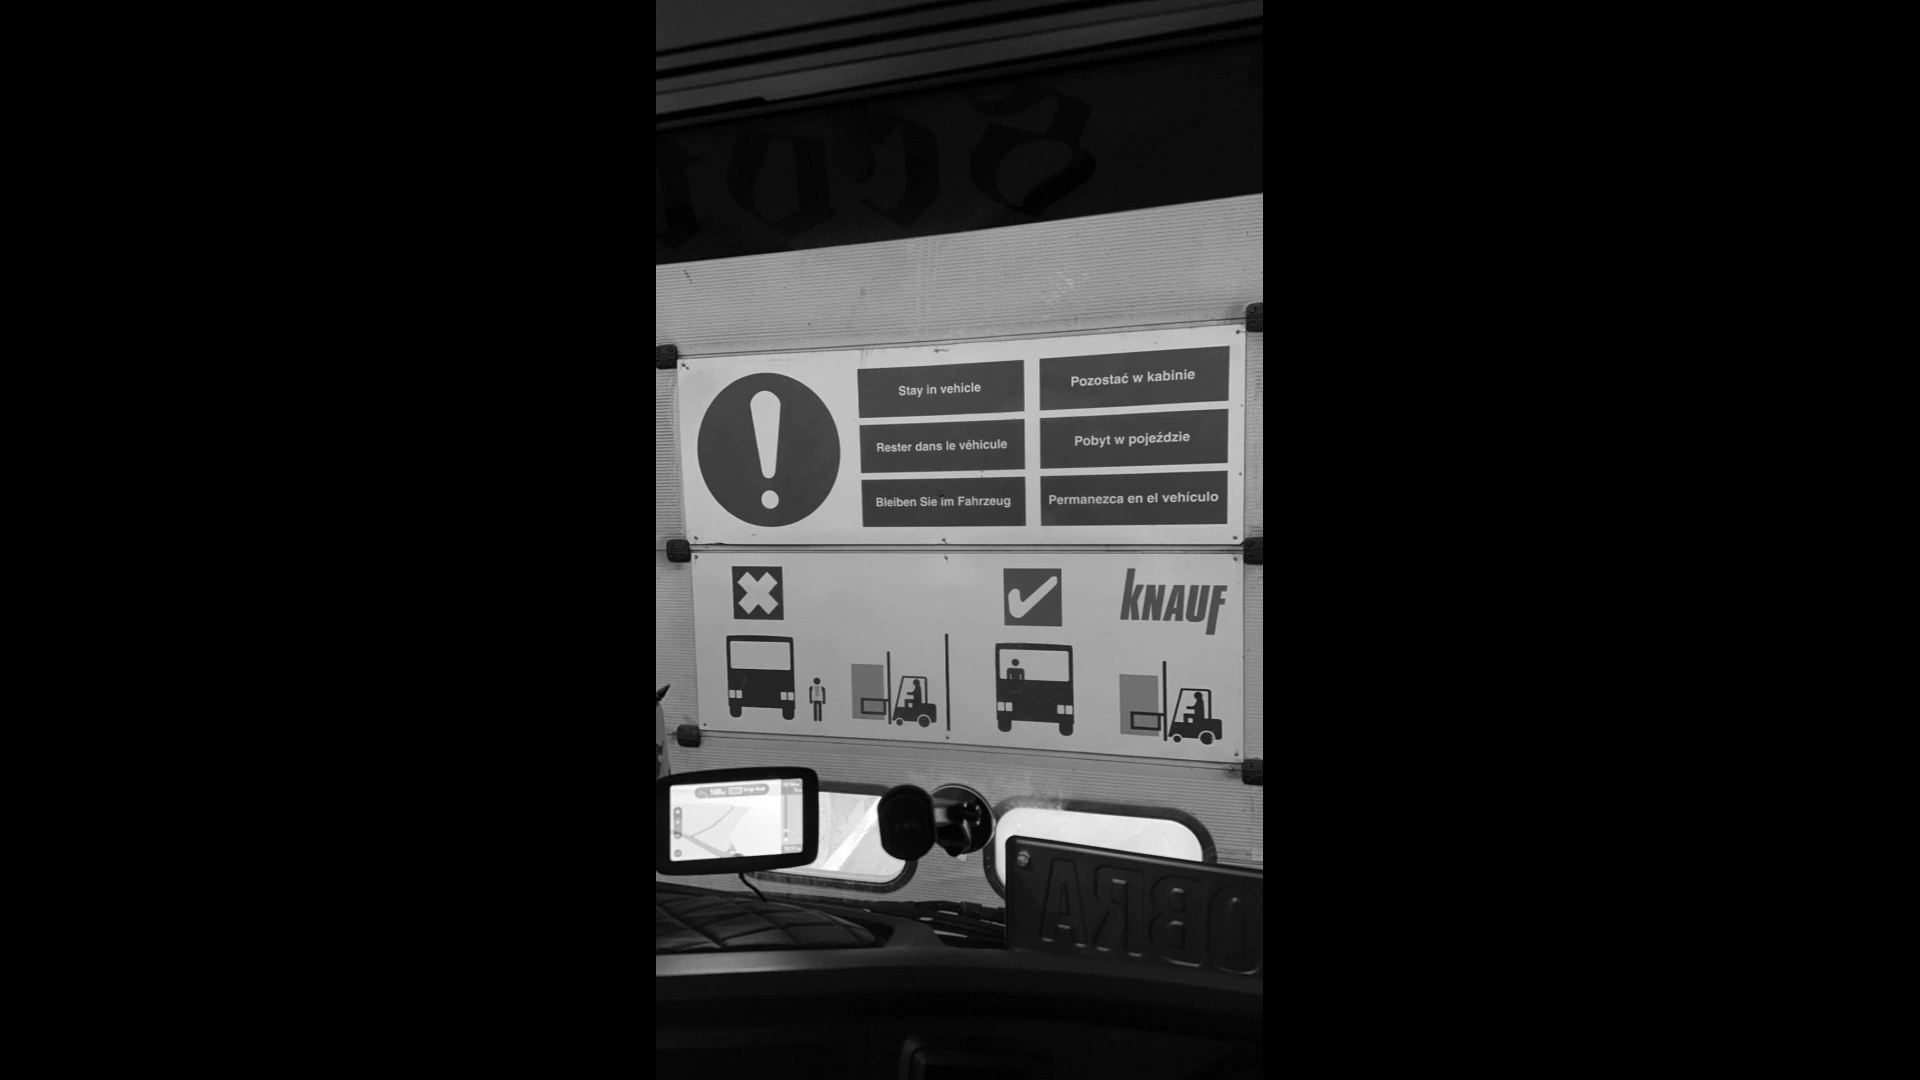 Stay in vehicle
Rester dans le véhicule
Bleiben Sie im Fahrzeug
Pozostać w kabinie
Pobyt w pojeździe
Permanezca en el vehículo
KNAUF
OBRA